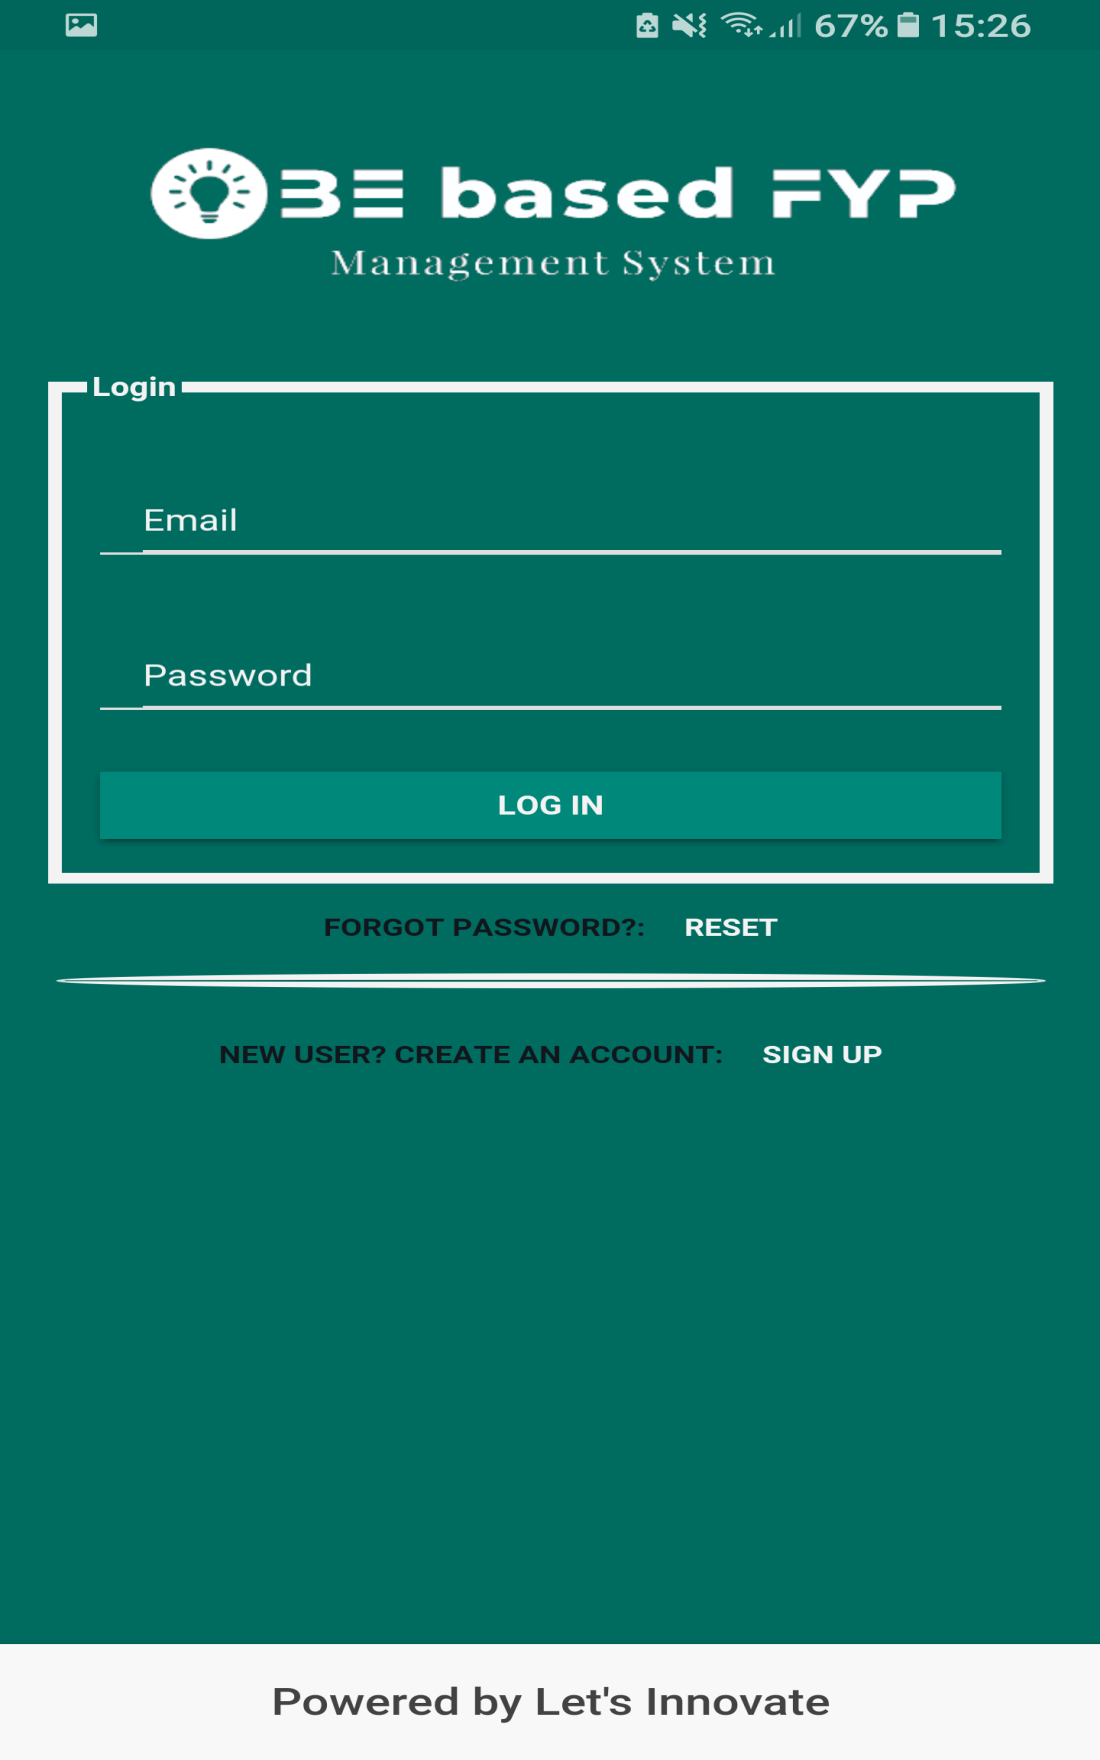 67% 15:26
OBE based FYP
Management System
Login
Email
Password
LOG IN
FORGOT PASSWORD?: RESET
NEW USER? CREATE AN ACCOUNT: SIGN UP
Powered by Let's Innovate